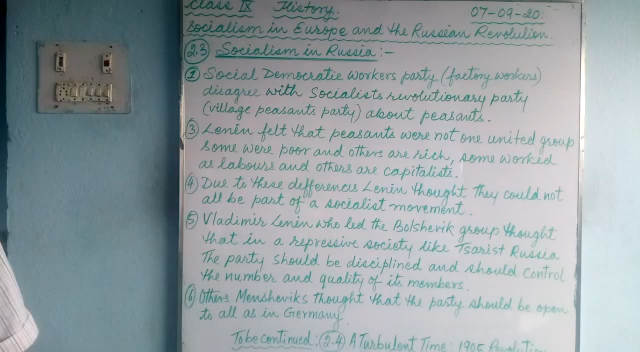 Class IX History. 07-09-20.
Socialism in Europe and the Russian Revolution.
(2.3) Socialism in Russia:-
① Social Democratic workers party (factory workers)
disagree with Socialists revolutionary party
(village peasants party) about peasants.
③ Lenin felt that peasants were not one united group
some were poor and others are rich, some worked
as labours and others are capitalists.
④ Due to these differences Lenin thought they could not
all be part of a socialist movement.
⑤ Vladimir Lenin who led the Bolshevik group thought
that in a repressive society like Tsarist Russia
The party should be disciplined and should control
the number and quality of its members.
⑥ Others Mensheviks thought that the party should be open
to all as in Germany.
To be continued: (2.4) A Turbulent Time: 1905 Revolution